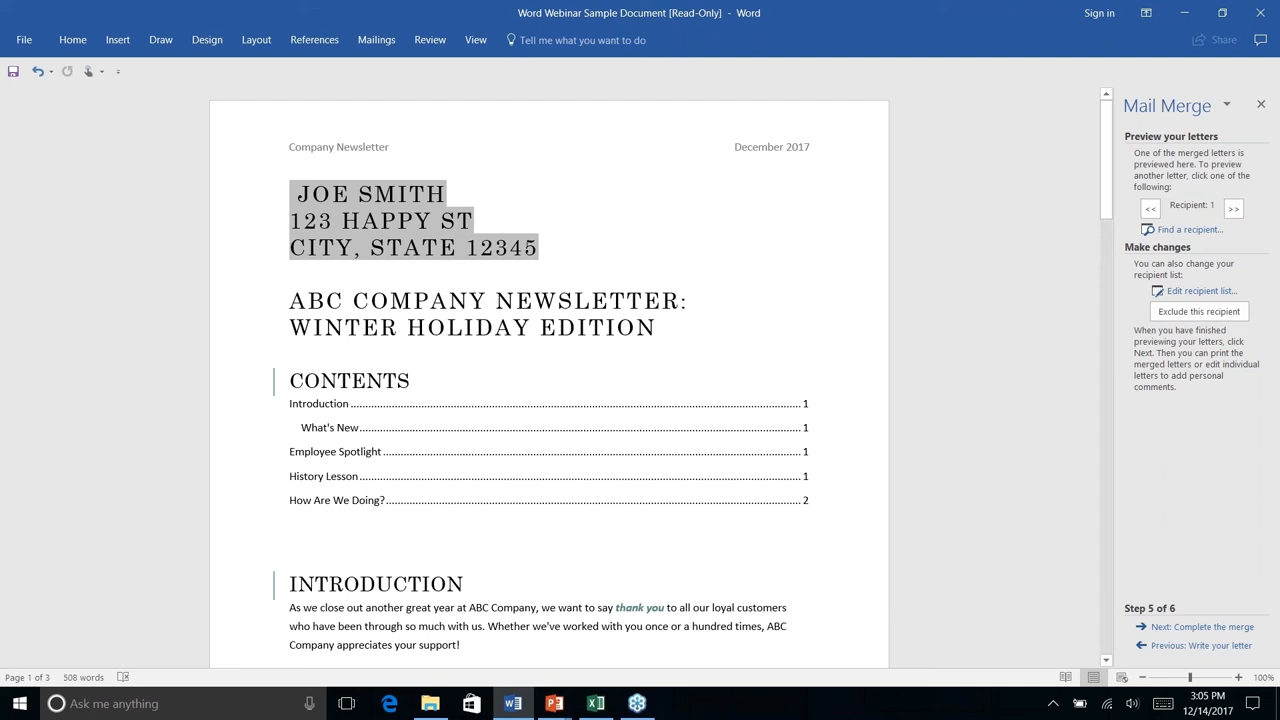 Word Webinar Sample Document [Read-Only] - Word
Sign in
File Home Insert Draw Design Layout References Mailings Review View Tell me what you want to do Share
Company Newsletter December 2017
JOE SMITH
123 HAPPY ST
CITY, STATE 12345
ABC COMPANY NEWSLETTER:
WINTER HOLIDAY EDITION
CONTENTS
Introduction 1
What's New 1
Employee Spotlight 1
History Lesson 1
How Are We Doing? 2
INTRODUCTION
As we close out another great year at ABC Company, we want to say thank you to all our loyal customers
who have been through so much with us. Whether we've worked with you once or a hundred times, ABC
Company appreciates your support!
Mail Merge
Preview your letters
One of the merged letters is
previewed here. To preview
another letter, click one of the
following:
<< Recipient: 1 >>
Find a recipient...
Make changes
You can also change your
recipient list:
Edit recipient list...
Exclude this recipient
When you have finished
previewing your letters, click
Next. Then you can print the
merged letters or edit individual
letters to add personal
comments.
Step 5 of 6
Next: Complete the merge
Previous: Write your letter
Page 1 of 3 508 words 100%
Ask me anything
3:05 PM
12/14/2017